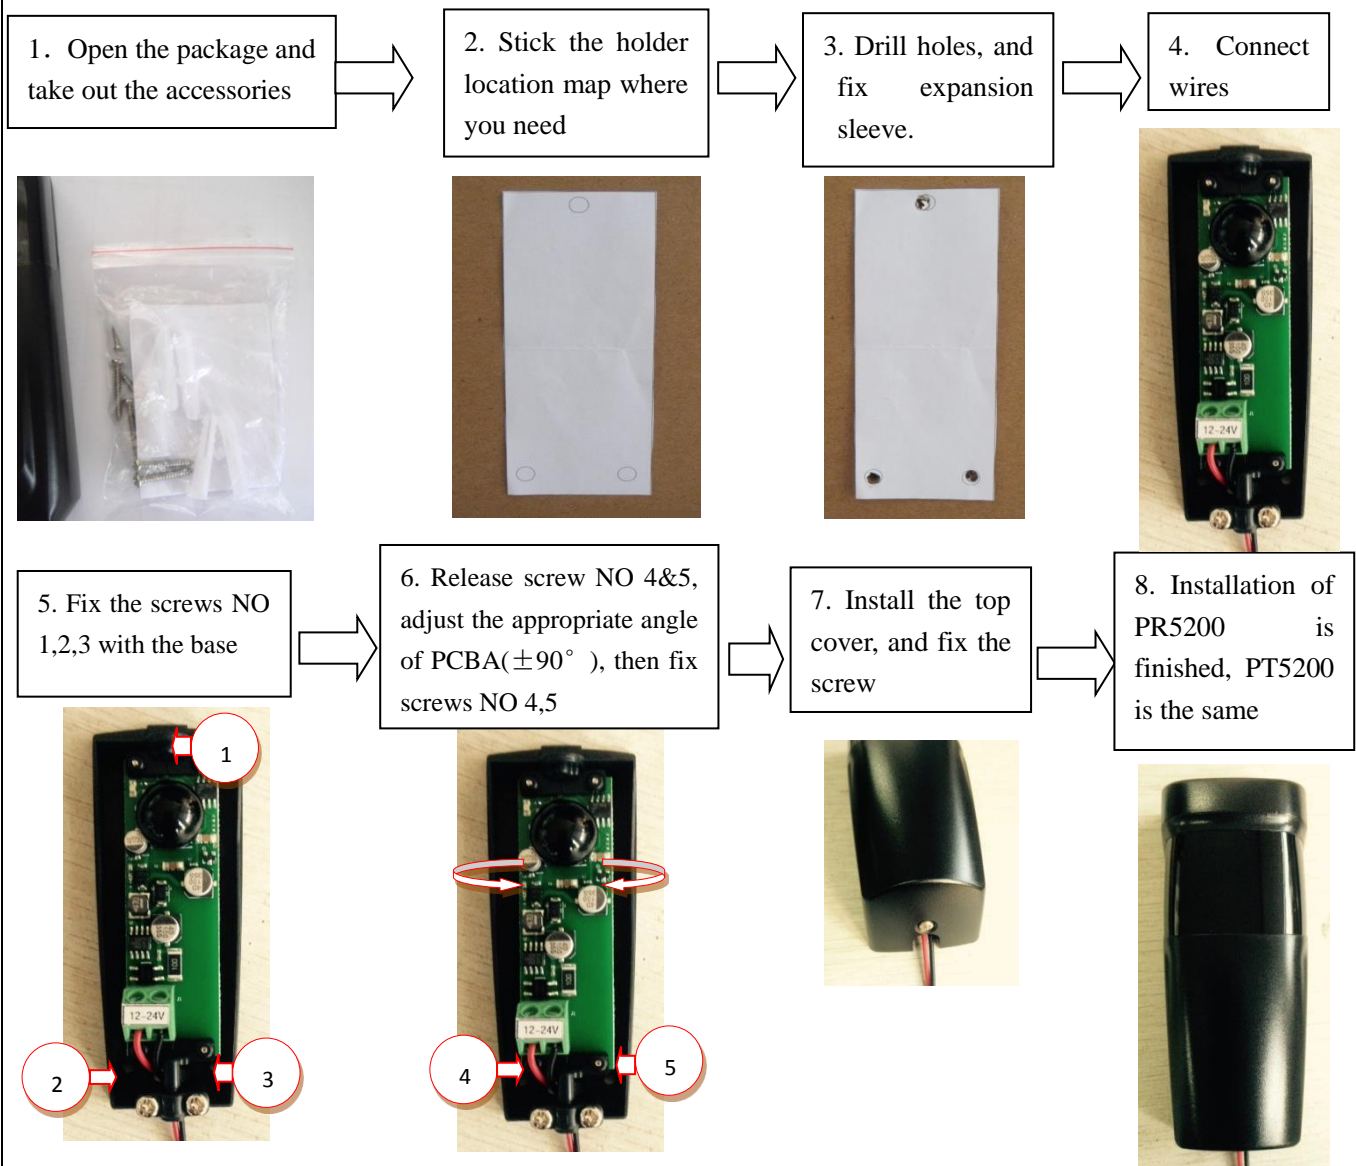 1. Open the package and
take out the accessories
2. Stick the holder
location map where
you need
3. Drill holes, and
fix expansion
sleeve.
4. Connect
wires
12-24V
5. Fix the screws NO
1,2,3 with the base
6. Release screw NO 4&5,
adjust the appropriate angle
of PCBA(±90°), then fix
screws NO 4,5
7. Install the top
cover, and fix the
screw
8. Installation of
PR5200 is
finished, PT5200
is the same
1
12-24V
2
3
12-24V
4
5